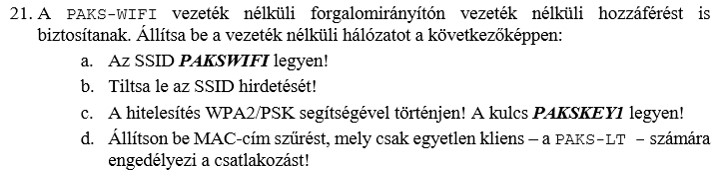 21. A PAKS-WIFI vezeték nélküli forgalomirányítón vezeték nélküli hozzáférést is
biztosítanak. Állítsa be a vezeték nélküli hálózatot a következőképpen:
a. Az SSID PAKSWIFI legyen!
b. Tiltsa le az SSID hirdetését!
c. A hitelesítés WPA2/PSK segítségével történjen! A kulcs PAKSKEY1 legyen!
d. Állítson be MAC-cím szűrést, mely csak egyetlen kliens – a PAKS-LT – számára
engedélyezi a csatlakozást!